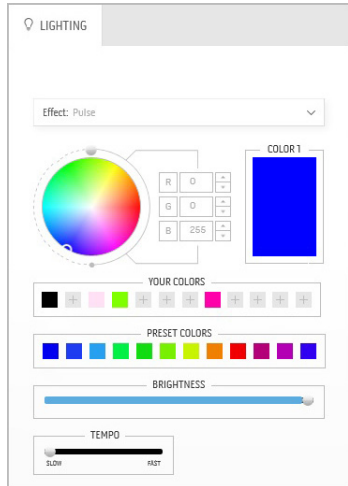 LIGHTING
Effect: Pulse
COLOR 1
R 0
G 0
B 255
YOUR COLORS
PRESET COLORS
BRIGHTNESS
TEMPO
SLOW FAST